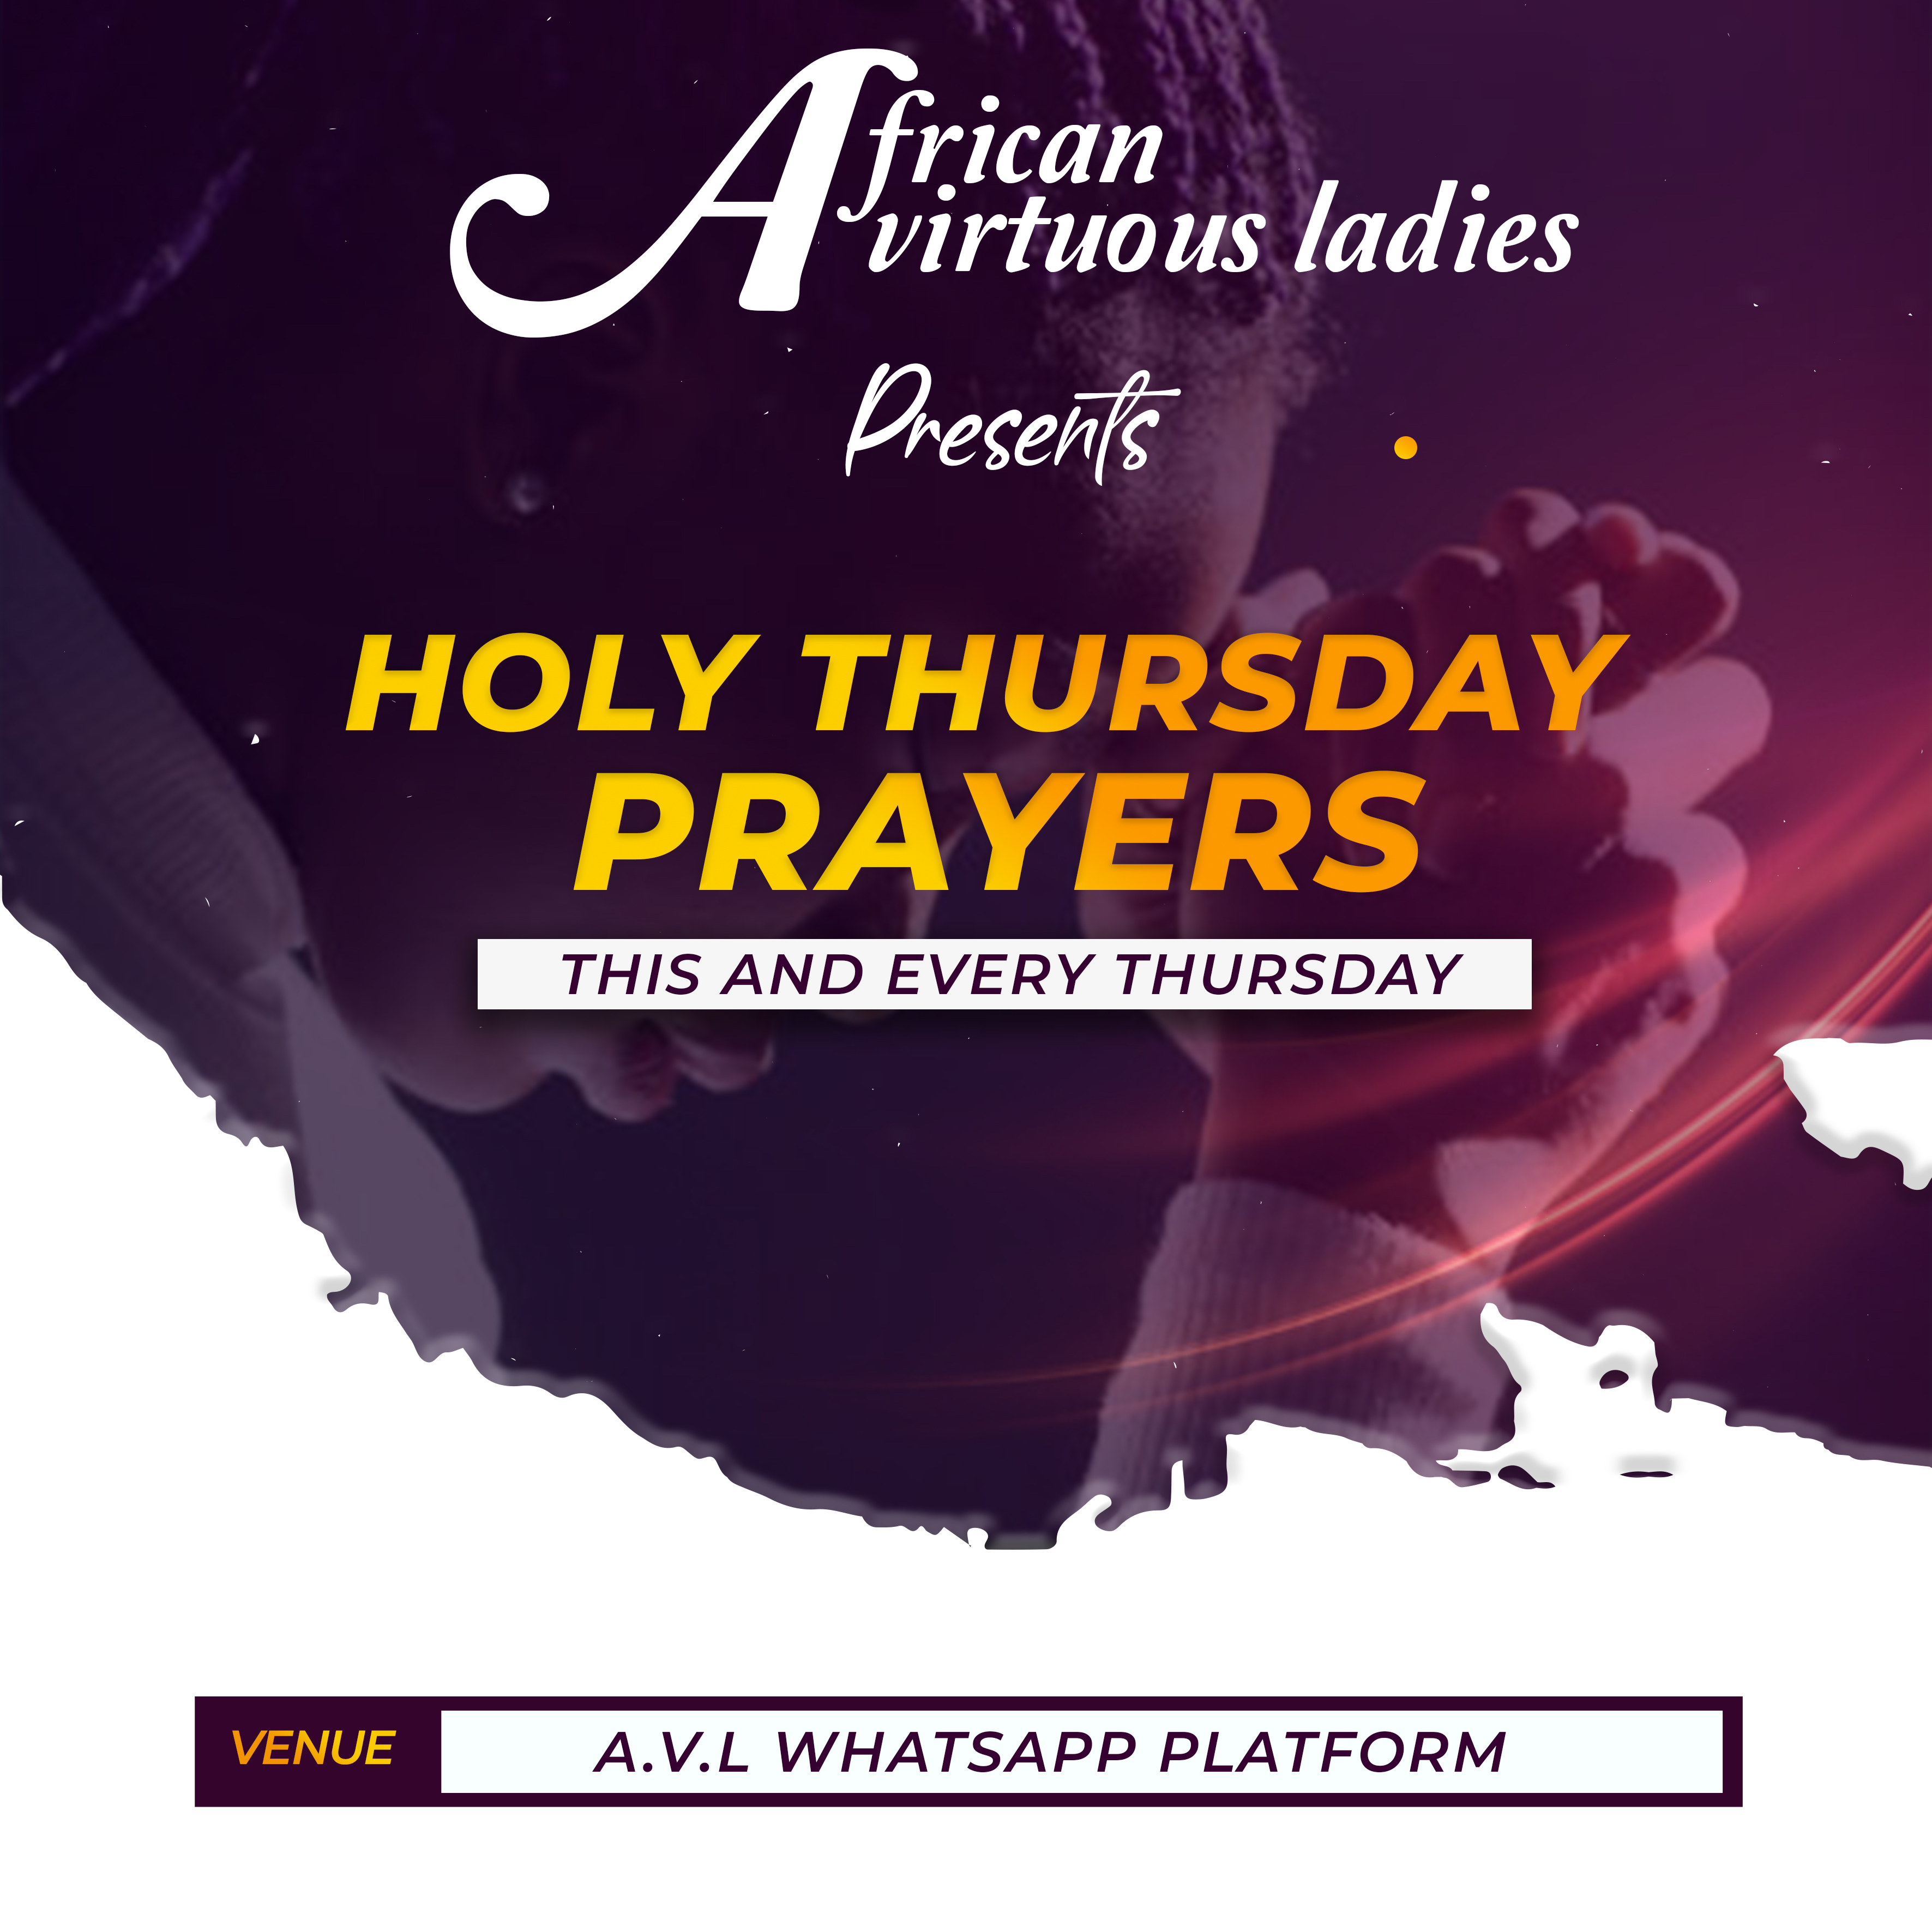 African
virtuous ladies
Presents
HOLY THURSDAY
PRAYERS
THIS AND EVERY THURSDAY
VENUE
A.V.L WHATSAPP PLATFORM